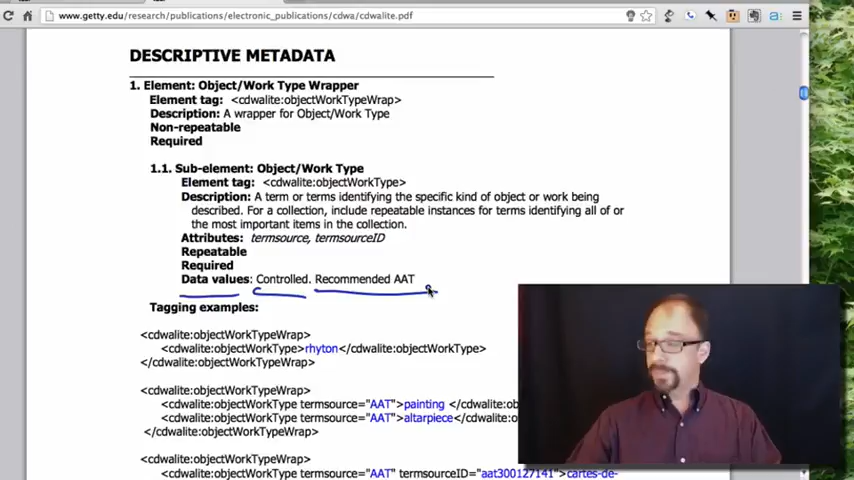 www.getty.edu/research/publications/electronic_publications/cdwa/cdwalite.pdf
DESCRIPTIVE METADATA
1. Element: Object/Work Type Wrapper
Element tag: <cdwalite:objectWorkTypeWrap>
Description: A wrapper for Object/Work Type
Non-repeatable
Required
1.1. Sub-element: Object/Work Type
Element tag: <cdwalite:objectWorkType>
Description: A term or terms identifying the specific kind of object or work being
described. For a collection, include repeatable instances for terms identifying all of or
the most important items in the collection.
Attributes: termsource, termsourceID
Repeatable
Required
Data values: Controlled. Recommended AAT
Tagging examples:
<cdwalite:objectWorkTypeWrap>
<cdwalite:objectWorkType>rhyton</cdwalite:objectWorkType>
</cdwalite:objectWorkTypeWrap>
<cdwalite:objectWorkTypeWrap>
<cdwalite:objectWorkType termsource="AAT">painting </cdwalite:o
<cdwalite:objectWorkType termsource="AAT">altarpiece</cdwalite:o
</cdwalite:objectWorkTypeWrap>
<cdwalite:objectWorkTypeWrap>
<cdwalite:objectWorkType termsource="AAT" termsourceID="aat300127141">cartes-de-